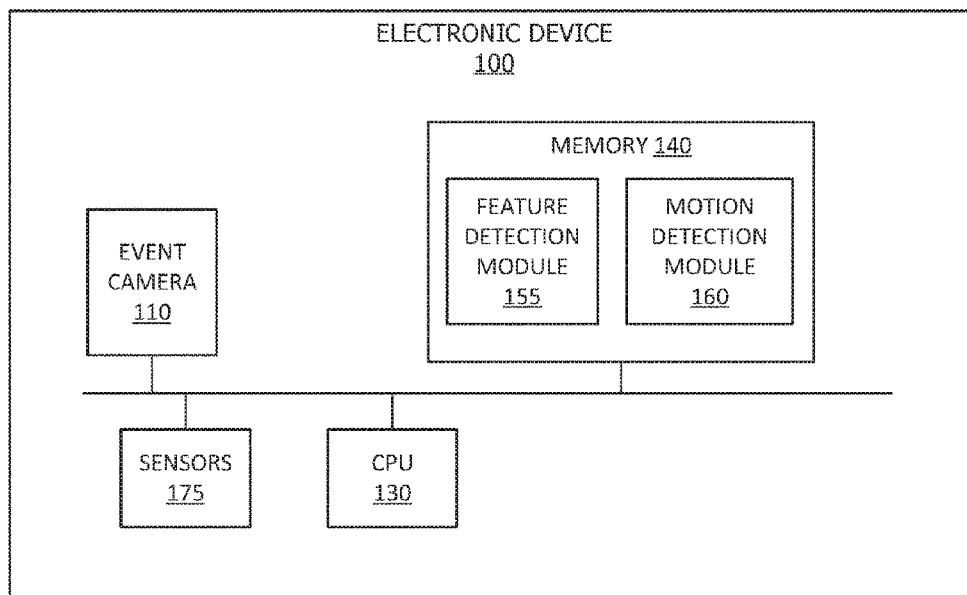 ELECTRONIC DEVICE
100
MEMORY 140
FEATURE
DETECTION
MODULE
155
MOTION
DETECTION
MODULE
160
EVENT
CAMERA
110
SENSORS
175
CPU
130